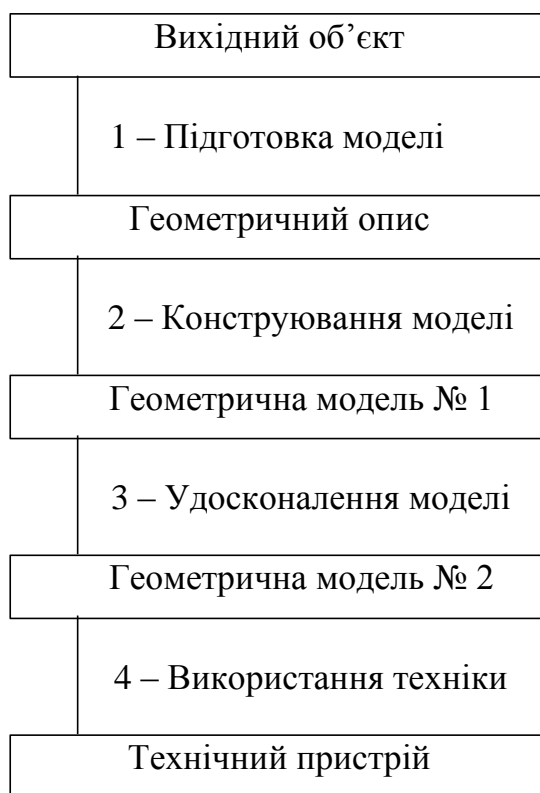 Вихідний об’єкт
1 – Підготовка моделі
Геометричний опис
2 – Конструювання моделі
Геометрична модель № 1
3 – Удосконалення моделі
Геометрична модель № 2
4 – Використання техніки
Технічний пристрій